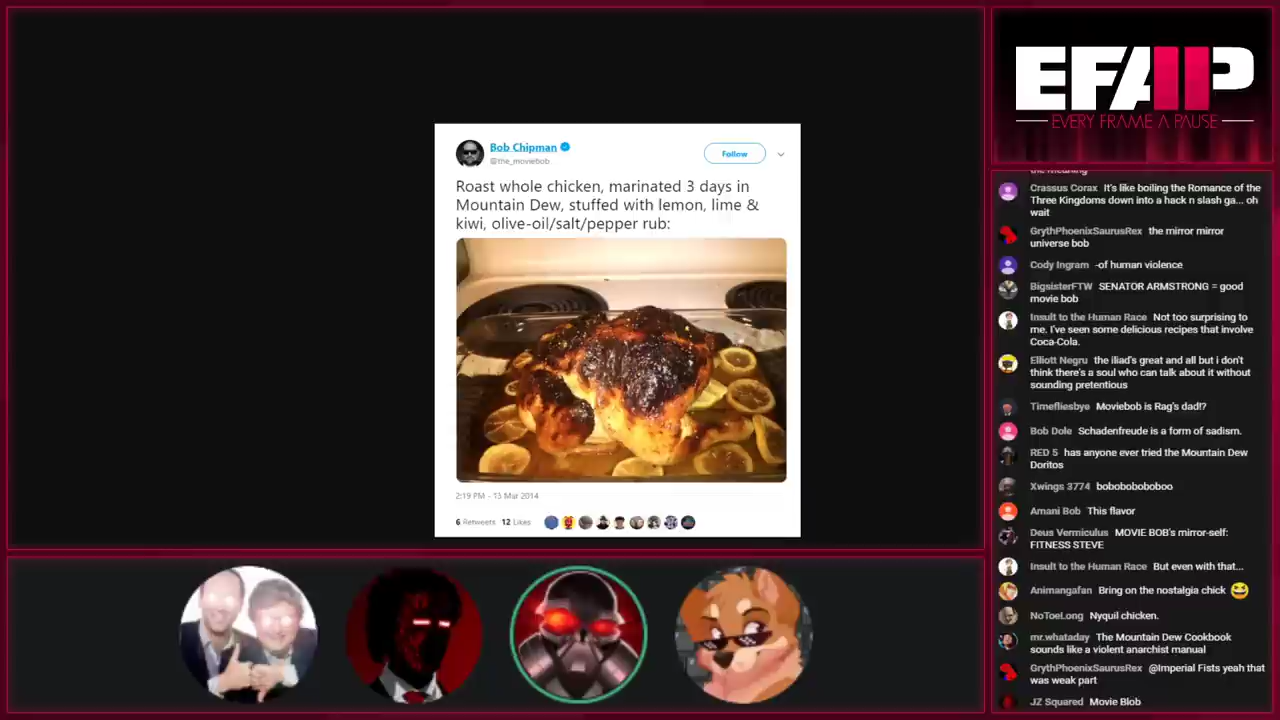 Bob Chipman
@the_moviebob
Follow
Roast whole chicken, marinated 3 days in
Mountain Dew, stuffed with lemon, lime &
kiwi, olive-oil/salt/pepper rub:
2:19 PM - 13 Mar 2014
6 Retweets 12 Likes
EFAP
EVERY FRAME A PAUSE
Crassus Corax It's like boiling the Romance of the
Three Kingdoms down into a hack n slash ga... oh
wait
GrythPhoenixSaurusRex the mirror mirror
universe bob
Cody Ingram -of human violence
BigsisterFTW SENATOR ARMSTRONG = good
movie bob
Insult to the Human Race Not too surprising to
me. I've seen some delicious recipes that involve
Coca-Cola.
Elliott Negru the iliad's great and all but i don't
think there's a soul who can talk about it without
sounding pretentious
Timefliesbye Moviebob is Rag's dad!?
Bob Dole Schadenfreude is a form of sadism.
RED 5 has anyone ever tried the Mountain Dew
Doritos
Xwings 3774 boboboboboboo
Amani Bob This flavor
Deus Vermiculus MOVIE BOB's mirror-self:
FITNESS STEVE
Insult to the Human Race But even with that...
Animangafan Bring on the nostalgia chick
NoToeLong Nyquil chicken.
mr.whataday The Mountain Dew Cookbook
sounds like a violent anarchist manual
GrythPhoenixSaurusRex @Imperial Fists yeah that
was weak part
JZ Squared Movie Blob